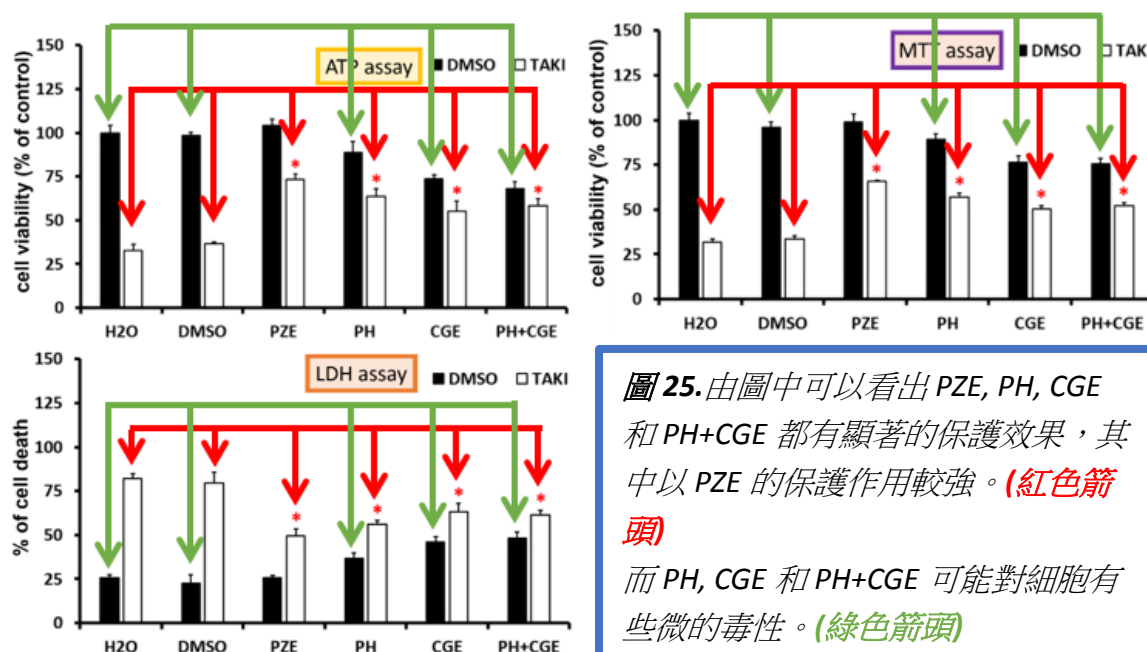 150
125
100
75
50
25
0
cell viability (% of control)
ATP assay
DMSO TAKI
* * * *
H2O DMSO PZE PH CGE PH+CGE
150
125
100
75
50
25
0
cell viability (% of control)
MTT assay
DMSO TAKI
* * * *
H2O DMSO PZE PH CGE PH+CGE
150
125
100
75
50
25
0
% of cell death
LDH assay
DMSO TAKI
* * * *
H2O DMSO PZE PH CGE PH+CGE
圖 25.由圖中可以看出 PZE, PH, CGE
和 PH+CGE 都有顯著的保護效果，其
中以 PZE 的保護作用較強。(紅色箭
頭)
而 PH, CGE 和 PH+CGE 可能對細胞有
些微的毒性。(綠色箭頭)